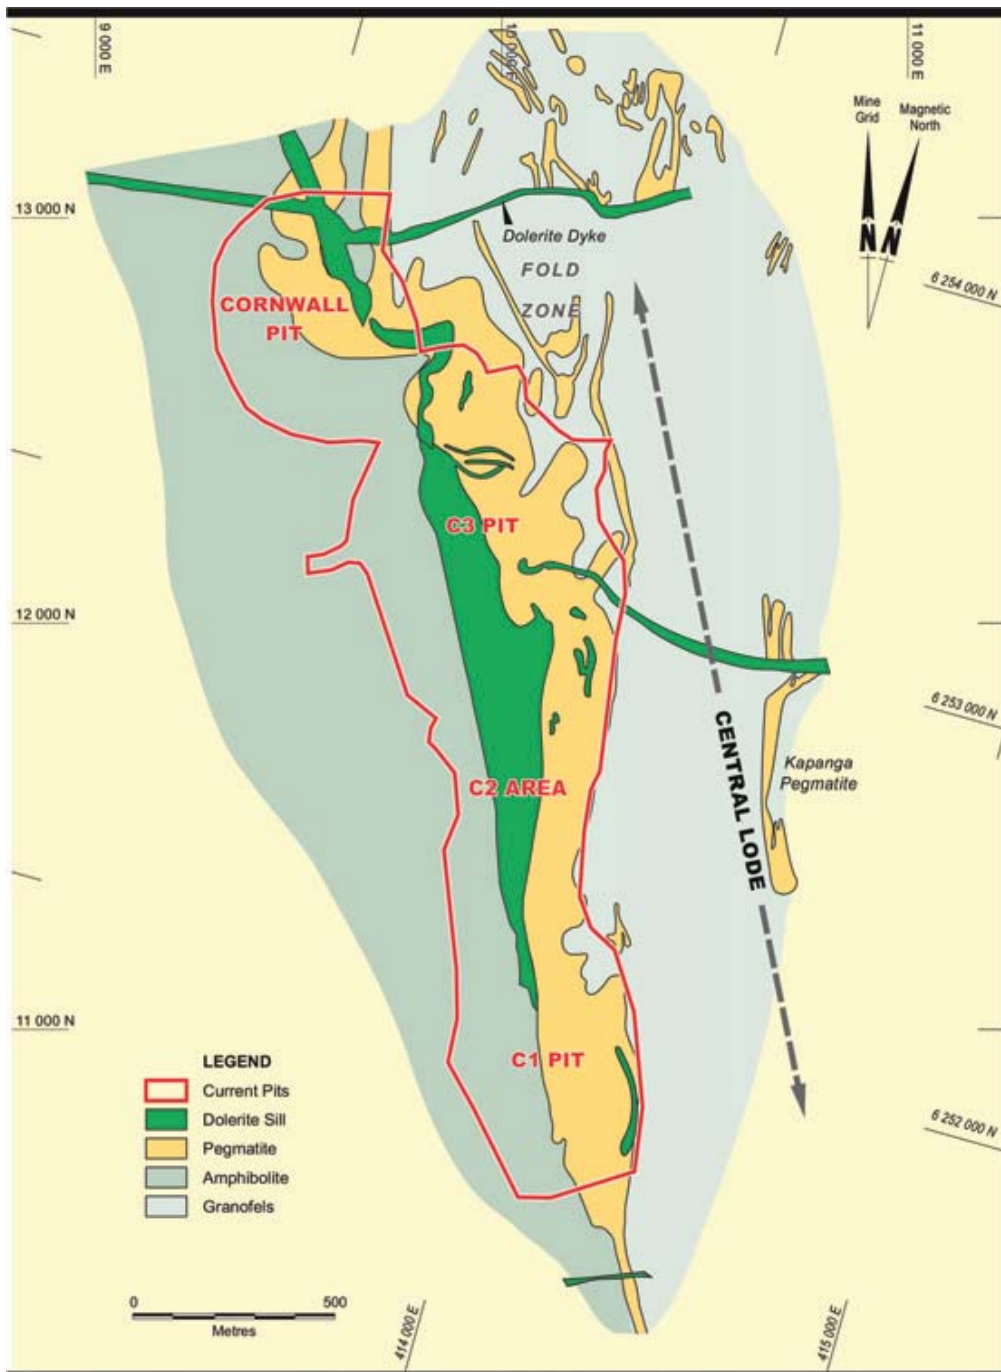 9 000 E
10 000 E
11 000 E
Mine
Grid
Magnetic
North
N
N
13 000 N
Dolerite Dyke
FOLD
ZONE
6 254 000 N
CORNWALL
PIT
C3 PIT
12 000 N
6 253 000 N
CENTRAL LODE
Kapanga
Pegmatite
C2 AREA
11 000 N
C1 PIT
LEGEND
Current Pits
Dolerite Sill
Pegmatite
Amphibolite
Granofels
6 252 000 N
0 500
Metres
414 000 E
415 000 E